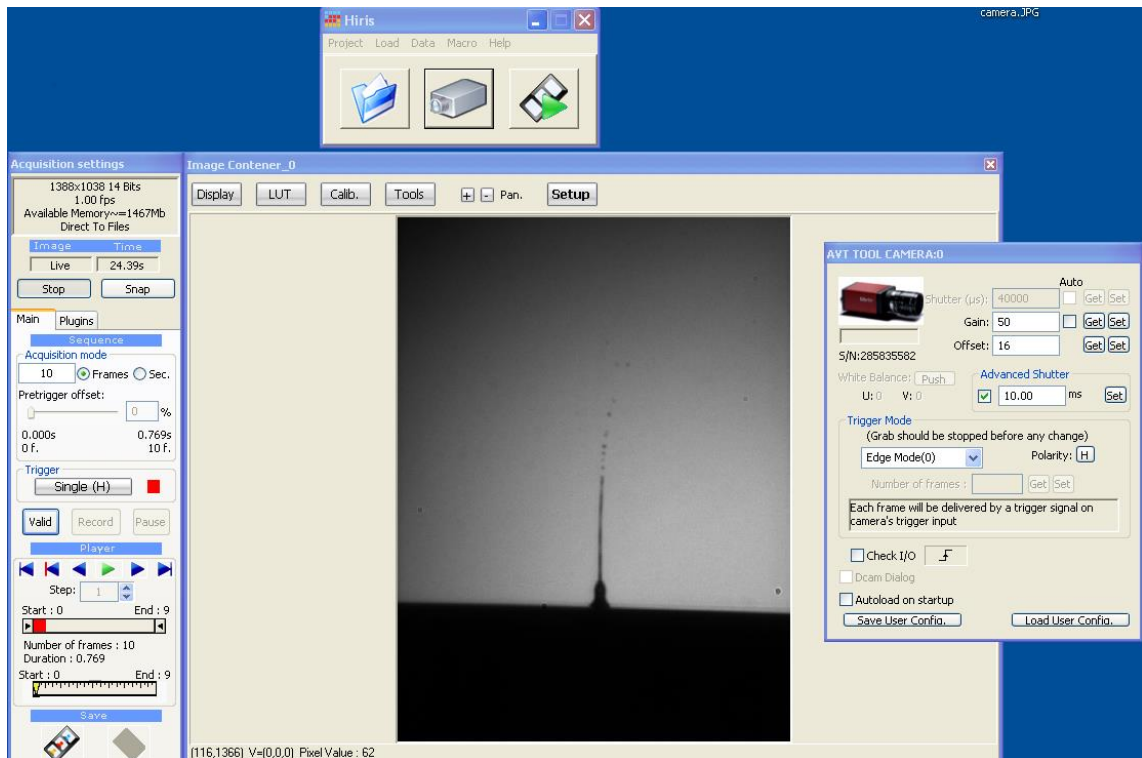 camera.JPG
Hiris
Project Load Data Macro Help
Acquisition settings
1388x1038 14 Bits
1.00 fps
Available Memory~=1467Mb
Direct To Files
Image Time
Live 24.39s
Stop Snap
Main Plugins
Sequence
Acquisition mode
10 Frames Sec.
Pretrigger offset:
0 %
0.000s 0.769s
0 f. 10 f.
Trigger
Single (H)
Valid Record Pause
Player
Step: 1
Start : 0 End : 9
Number of frames : 10
Duration : 0.769
Start : 0 End : 9
Save
Image Contener_0
Display LUT Calib. Tools + - Pan. Setup
(116,1366) V=(0,0,0) Pixel Value : 62
AVT TOOL CAMERA:0
Auto
Shutter (µs): 40000 Get Set
Gain: 50 Get Set
Offset: 16 Get Set
S/N:285835582
White Balance: Push
U: 0 V: 0
Advanced Shutter
10.00 ms Set
Trigger Mode
(Grab should be stopped before any change)
Edge Mode(0) Polarity: H
Number of frames : Get Set
Each frame will be delivered by a trigger signal on
camera's trigger input
Check I/O
Dcam Dialog
Autoload on startup
Save User Config. Load User Config.